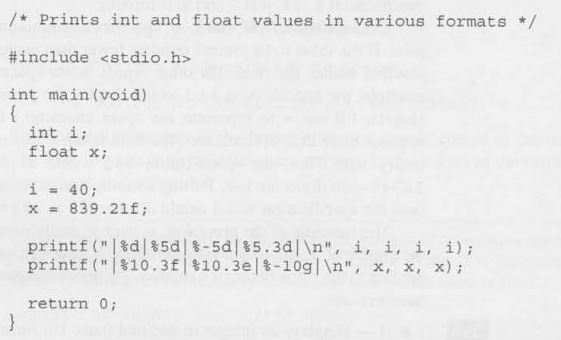 /* Prints int and float values in various formats */
#include <stdio.h>
int main(void)
{
int i;
float x;
i = 40;
x = 839.21f;
printf("|%d|%5d|%-5d|%5.3d|\n", i, i, i, i);
printf("|%10.3f|%10.3e|%-10g|\n", x, x, x);
return 0;
}